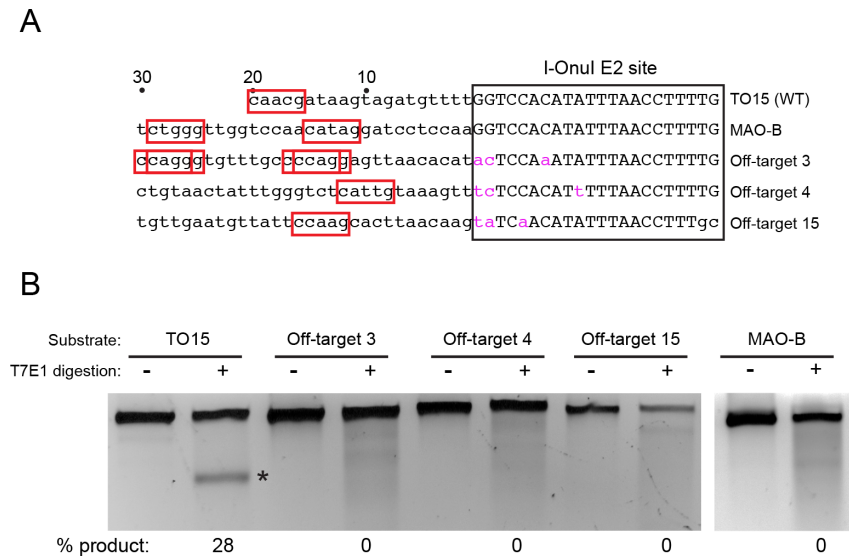 A
30 20 10 I-OnuI E2 site
caacgataagtagatgttttGGTCCACATATTTAACCTTTTG TO15 (WT)
tctgggttggtccaacataggatcctccaaGGTCCACATATTTAACCTTTTG MAO-B
ccaggggtgtttgccccagggagttaacacatacTCCAaATATTTAACCTTTTG Off-target 3
ctgtaactatttgggtctcattgtaaagtttcTCCACATtTTTAACCTTTTG Off-target 4
tgttgaatgttattccaagcacttaacaagtaTCaACATATTTAACCTTTgc Off-target 15
B
Substrate: TO15 Off-target 3 Off-target 4 Off-target 15 MAO-B
T7E1 digestion: - + - + - + - + - +
*
% product: 28 0 0 0 0